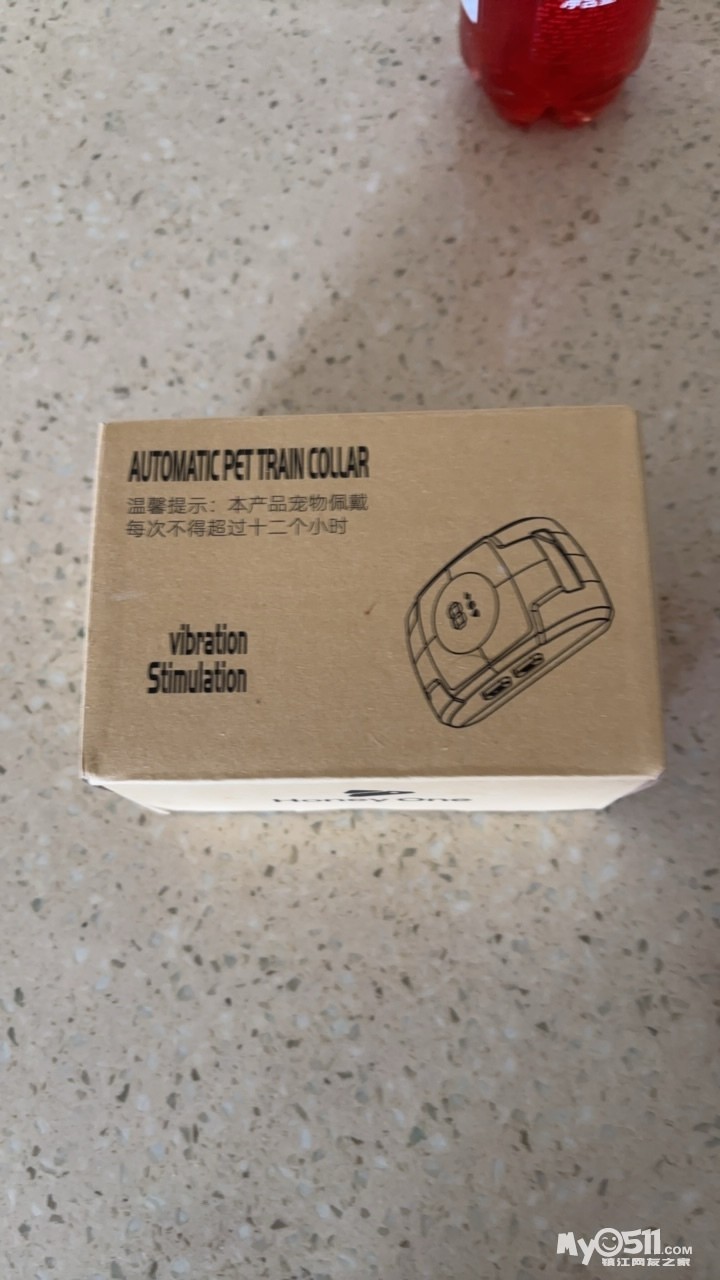 AUTOMATIC PET TRAIN COLLAR
温馨提示：本产品宠物佩戴
每次不得超过十二个小时
vibration
Stimulation
Honey One
MyO511.COM
镇江网友之家